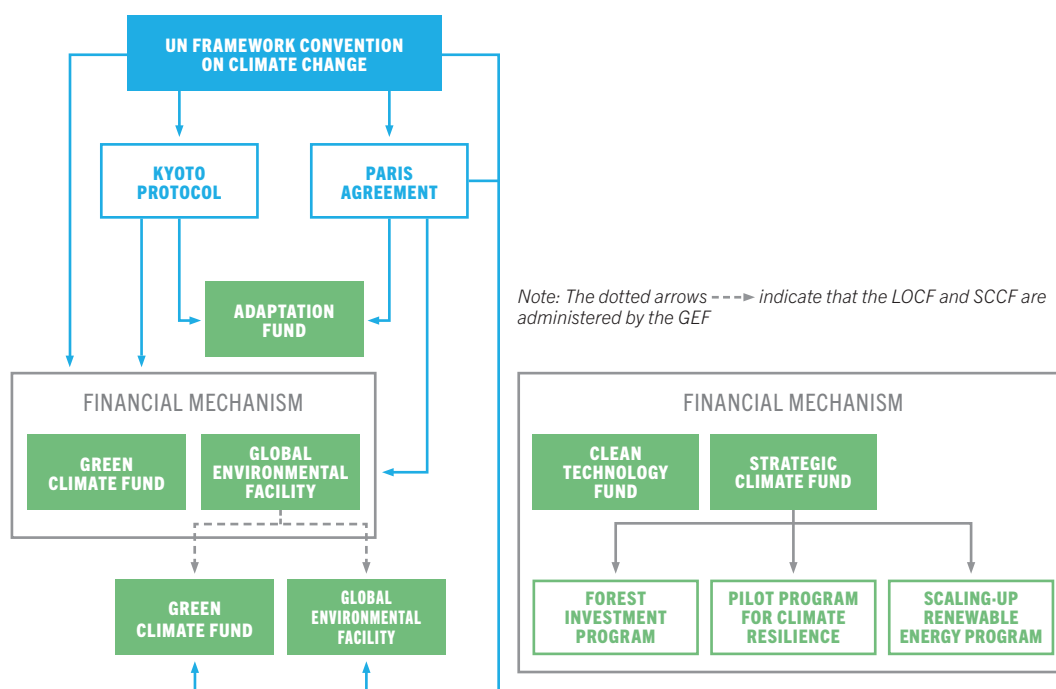 UN FRAMEWORK CONVENTION
ON CLIMATE CHANGE
KYOTO
PROTOCOL
PARIS
AGREEMENT
ADAPTATION
FUND
Note: The dotted arrows indicate that the LOCF and SCCF are
administered by the GEF
FINANCIAL MECHANISM
GREEN
CLIMATE FUND
GLOBAL
ENVIRONMENTAL
FACILITY
GREEN
CLIMATE FUND
GLOBAL
ENVIRONMENTAL
FACILITY
FINANCIAL MECHANISM
CLEAN
TECHNOLOGY
FUND
STRATEGIC
CLIMATE FUND
FOREST
INVESTMENT
PROGRAM
PILOT PROGRAM
FOR CLIMATE
RESILIENCE
SCALING-UP
RENEWABLE
ENERGY PROGRAM